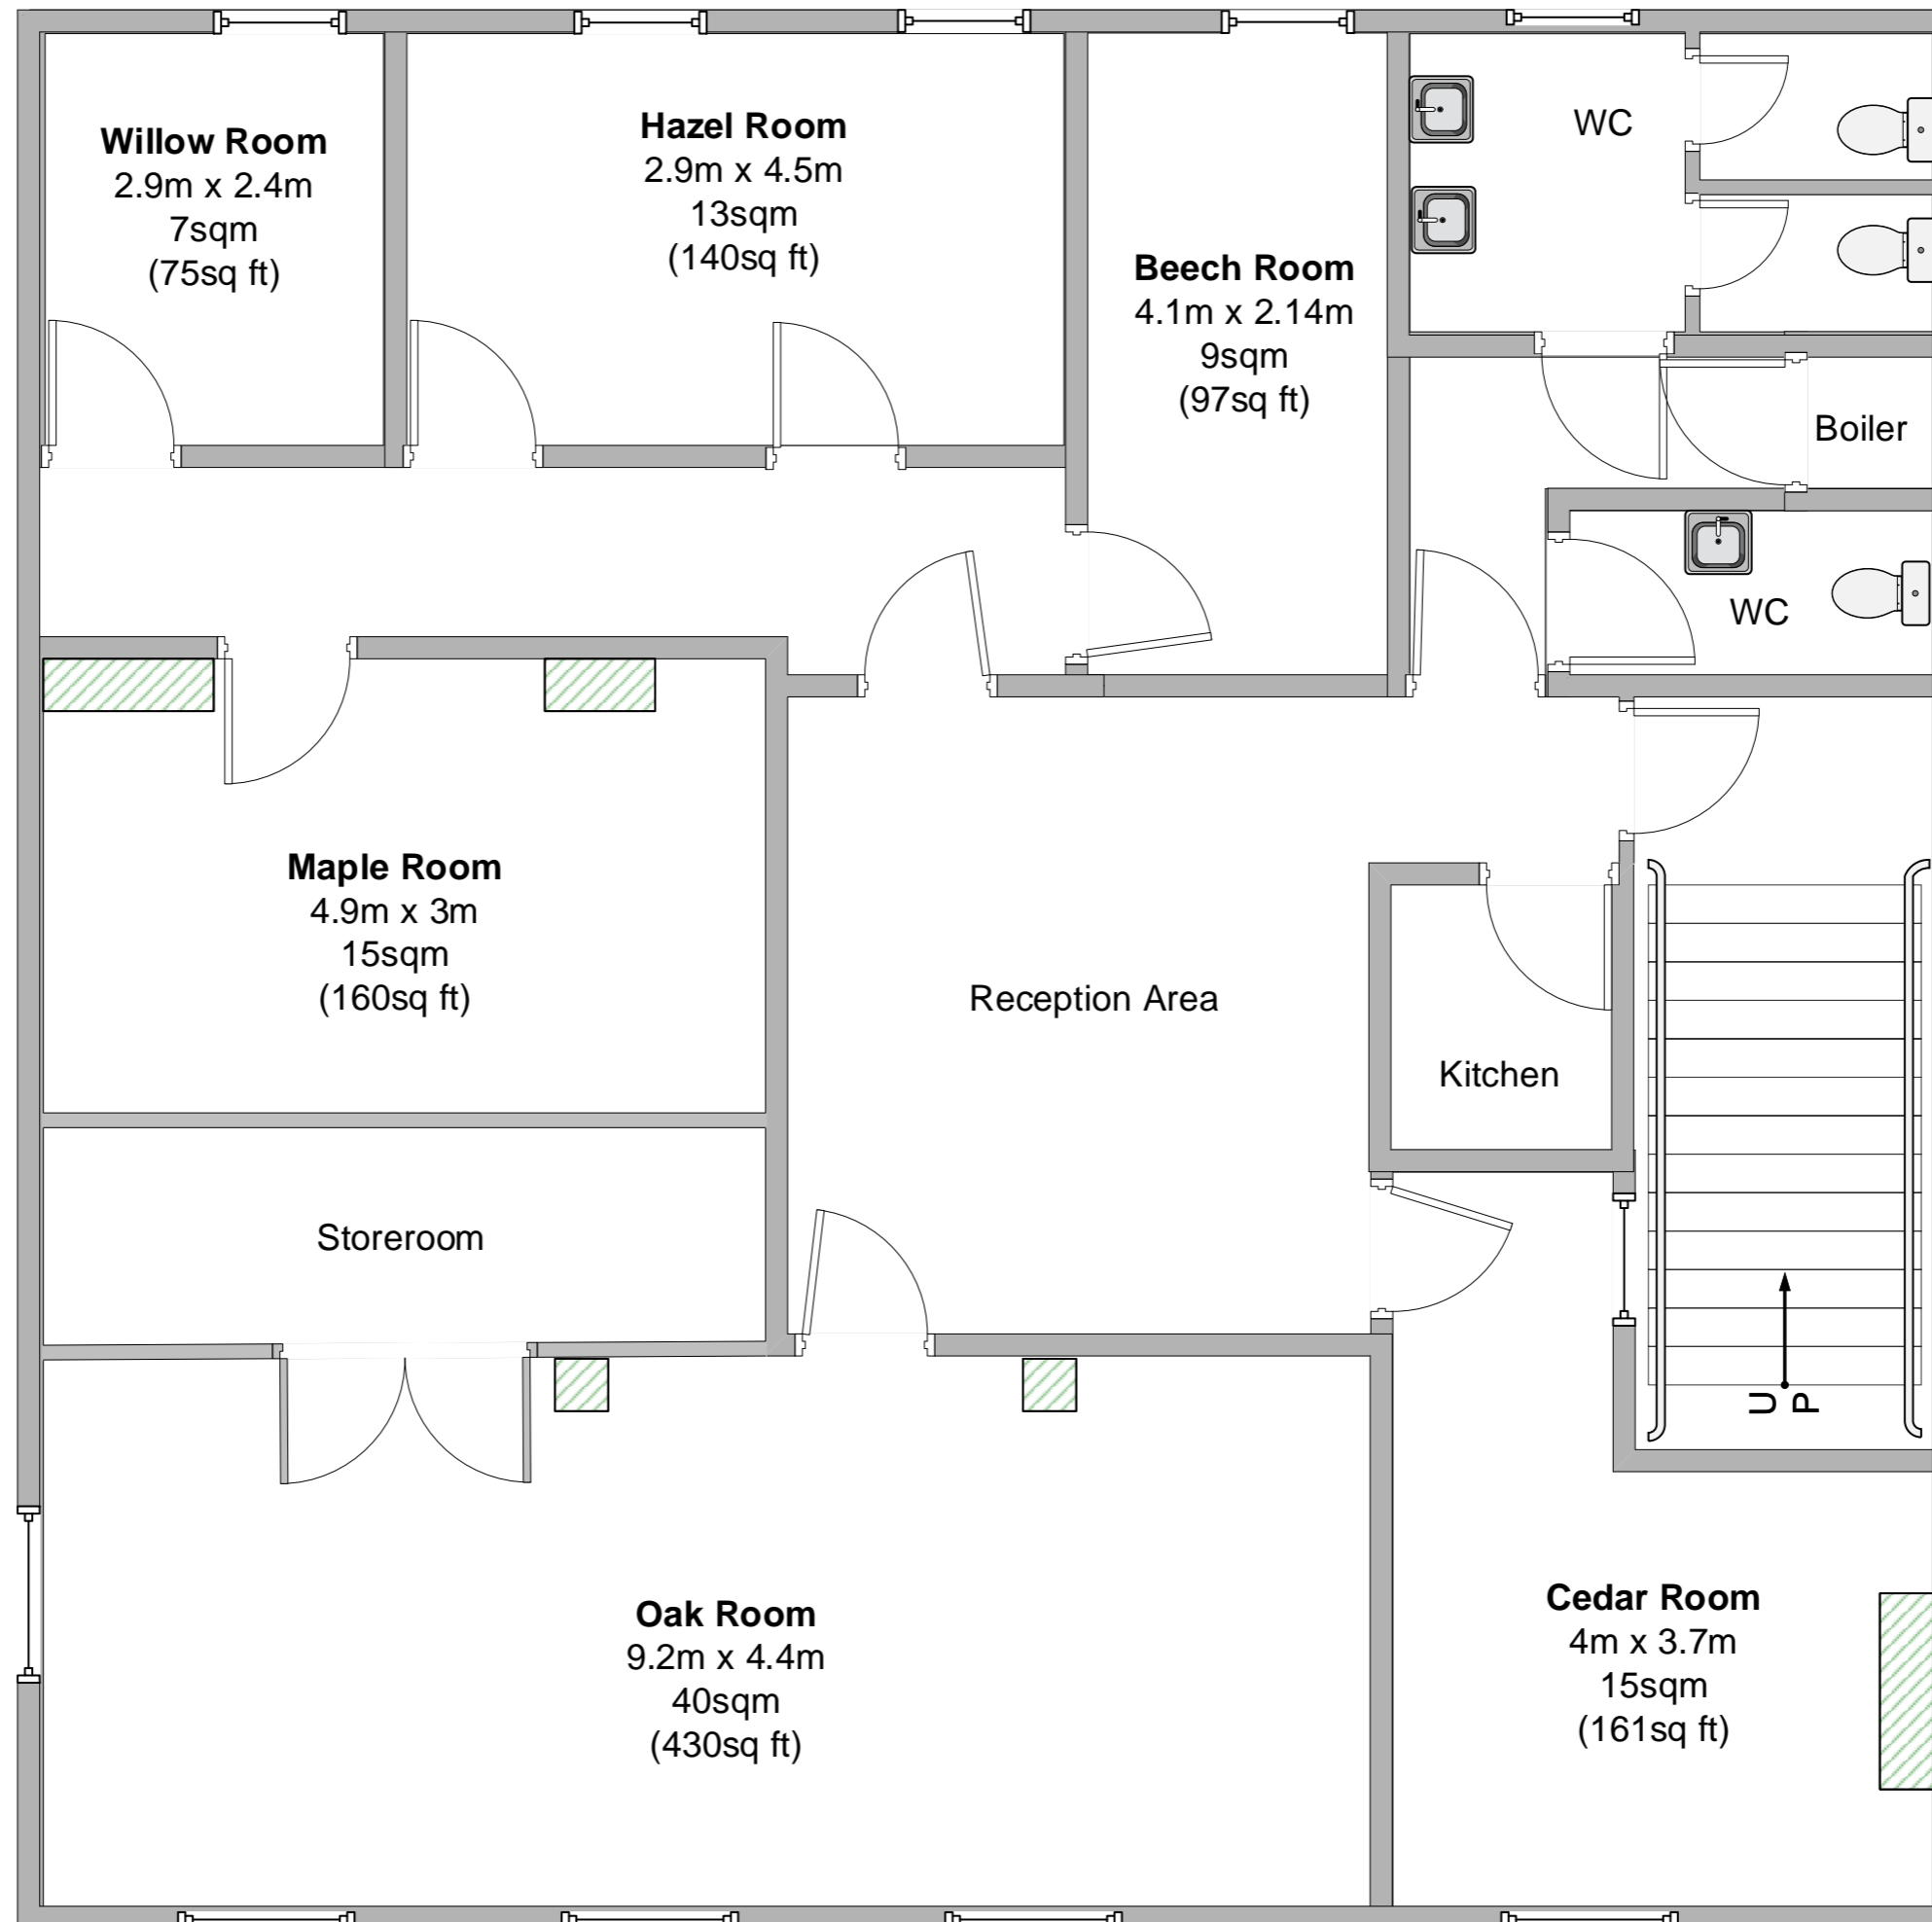 Willow Room
2.9m x 2.4m
7sqm
(75sq ft)
Hazel Room
2.9m x 4.5m
13sqm
(140sq ft)
Beech Room
4.1m x 2.14m
9sqm
(97sq ft)
WC
Boiler
WC
Maple Room
4.9m x 3m
15sqm
(160sq ft)
Reception Area
Kitchen
Storeroom
UP
Oak Room
9.2m x 4.4m
40sqm
(430sq ft)
Cedar Room
4m x 3.7m
15sqm
(161sq ft)